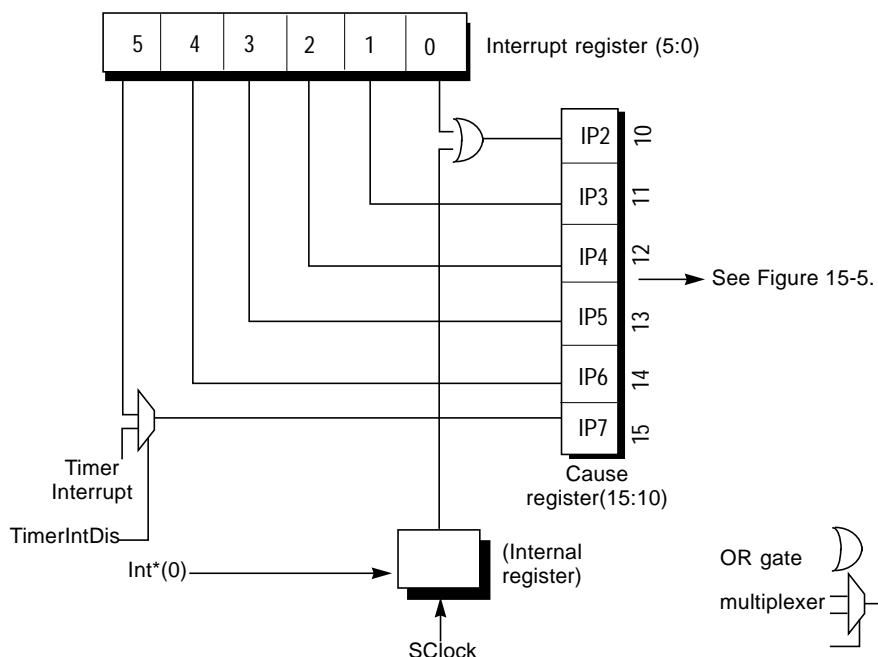 5 4 3 2 1 0
Interrupt register (5:0)
IP2 10
IP3 11
IP4 12
See Figure 15-5.
IP5 13
IP6 14
IP7 15
Timer
Interrupt
Cause
register(15:10)
TimerIntDis
Int*(0)
(Internal
register)
SClock
OR gate
multiplexer